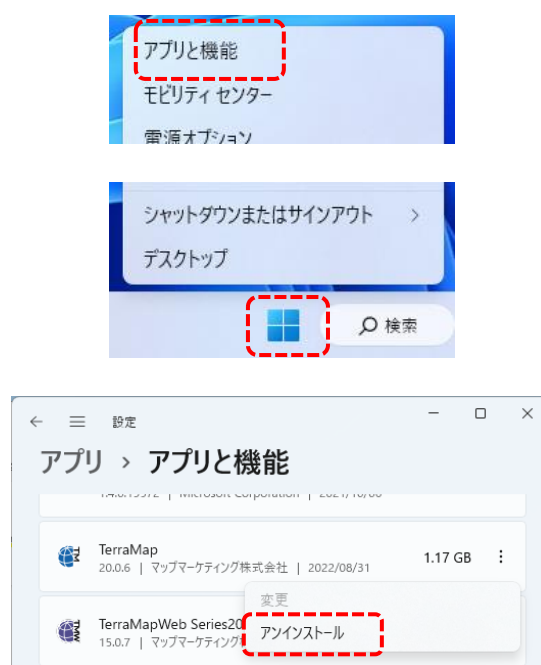 アプリと機能
モビリティ センター
電源オプション
シャットダウンまたはサインアウト
デスクトップ
検索
設定
アプリ › アプリと機能
| Microsoft Corporation |
TerraMap
1.17 GB
20.0.6 | マップマーケティング株式会社 | 2022/08/31
変更
TerraMapWeb Series20
アンインストール
15.0.7 | マップマーケティング